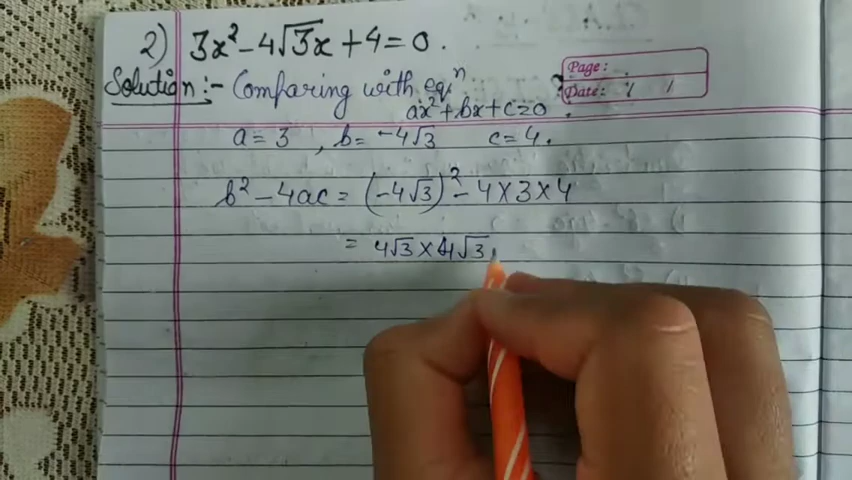 2) 3x² - 4√3x + 4 = 0.
Page:
Solution :- Comparing with eqⁿ
Date: / /
ax² + bx + c = 0.
a = 3, b = -4√3 c = 4.
b² - 4ac = (-4√3)² - 4×3×4
= 4√3 × 4√3